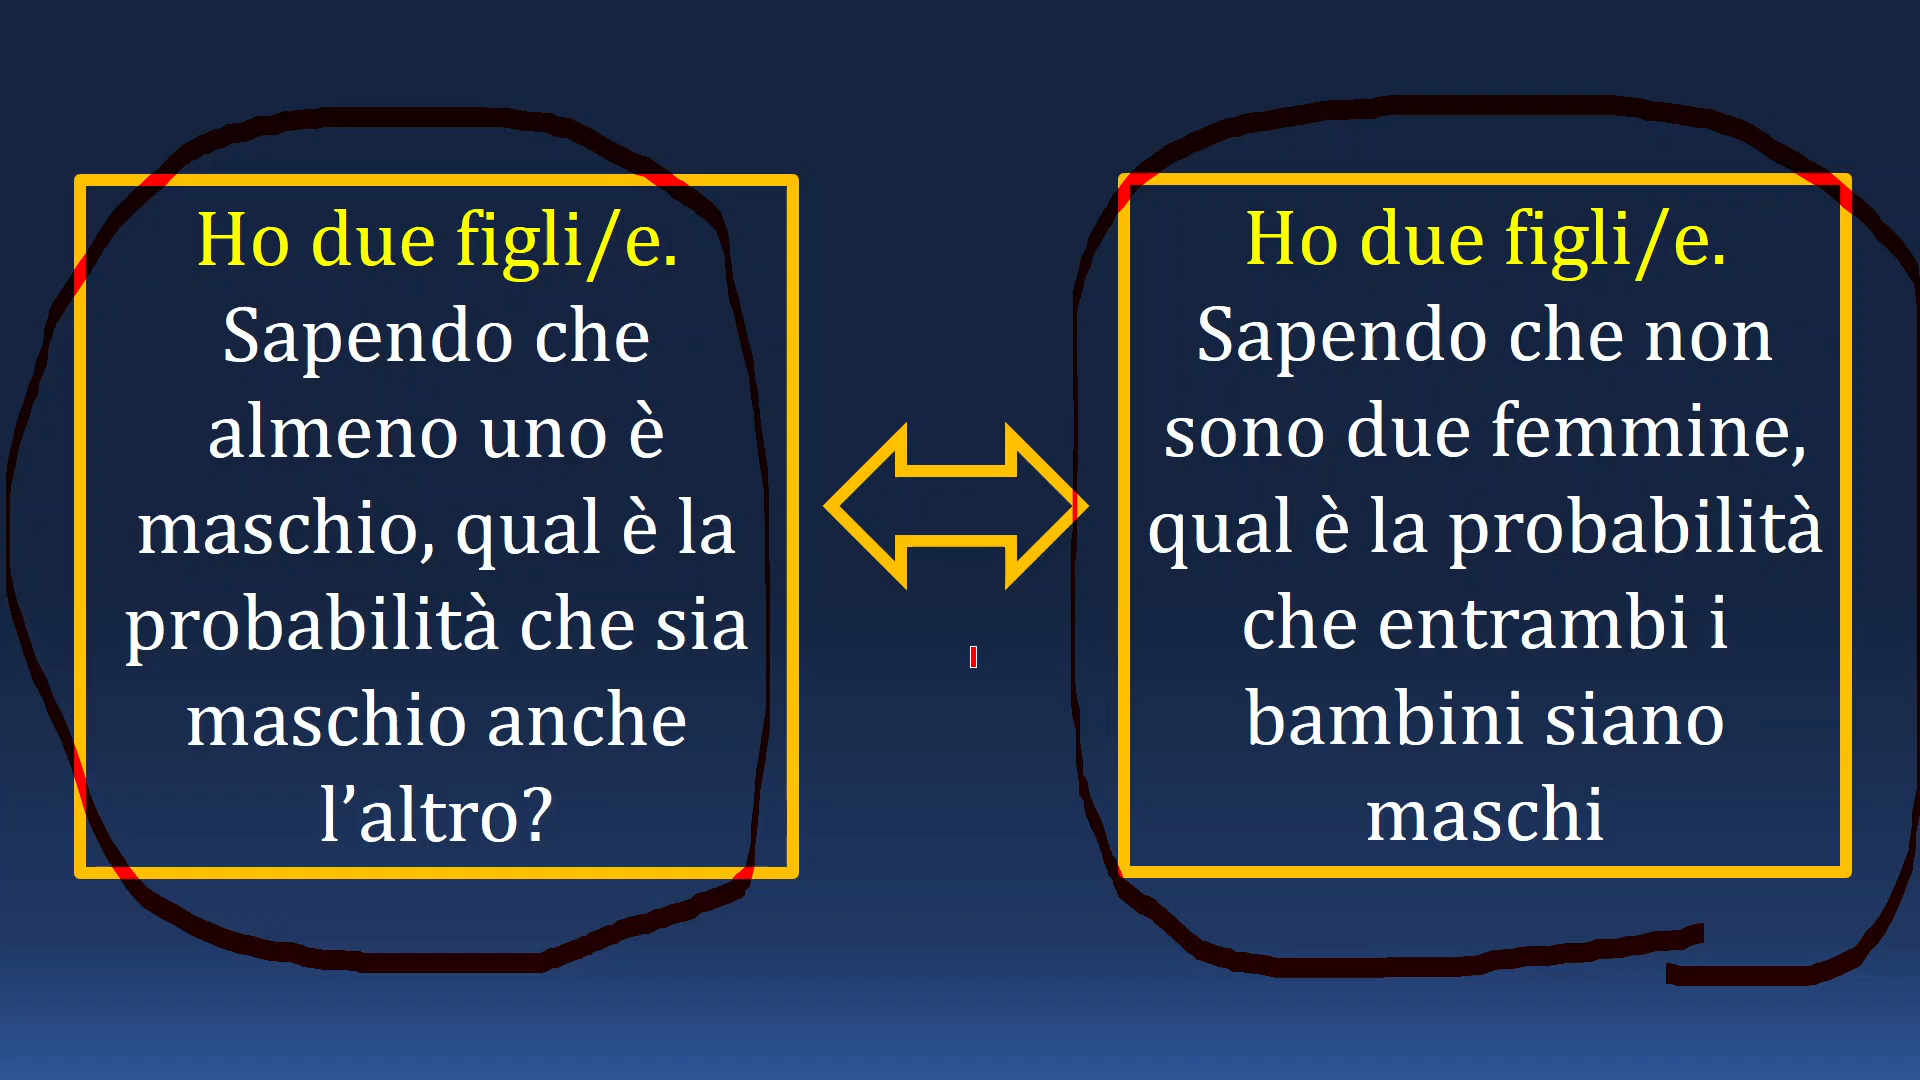 Ho due figli/e.
Sapendo che
almeno uno è
maschio, qual è la
probabilità che sia
maschio anche
l’altro?
Ho due figli/e.
Sapendo che non
sono due femmine,
qual è la probabilità
che entrambi i
bambini siano
maschi